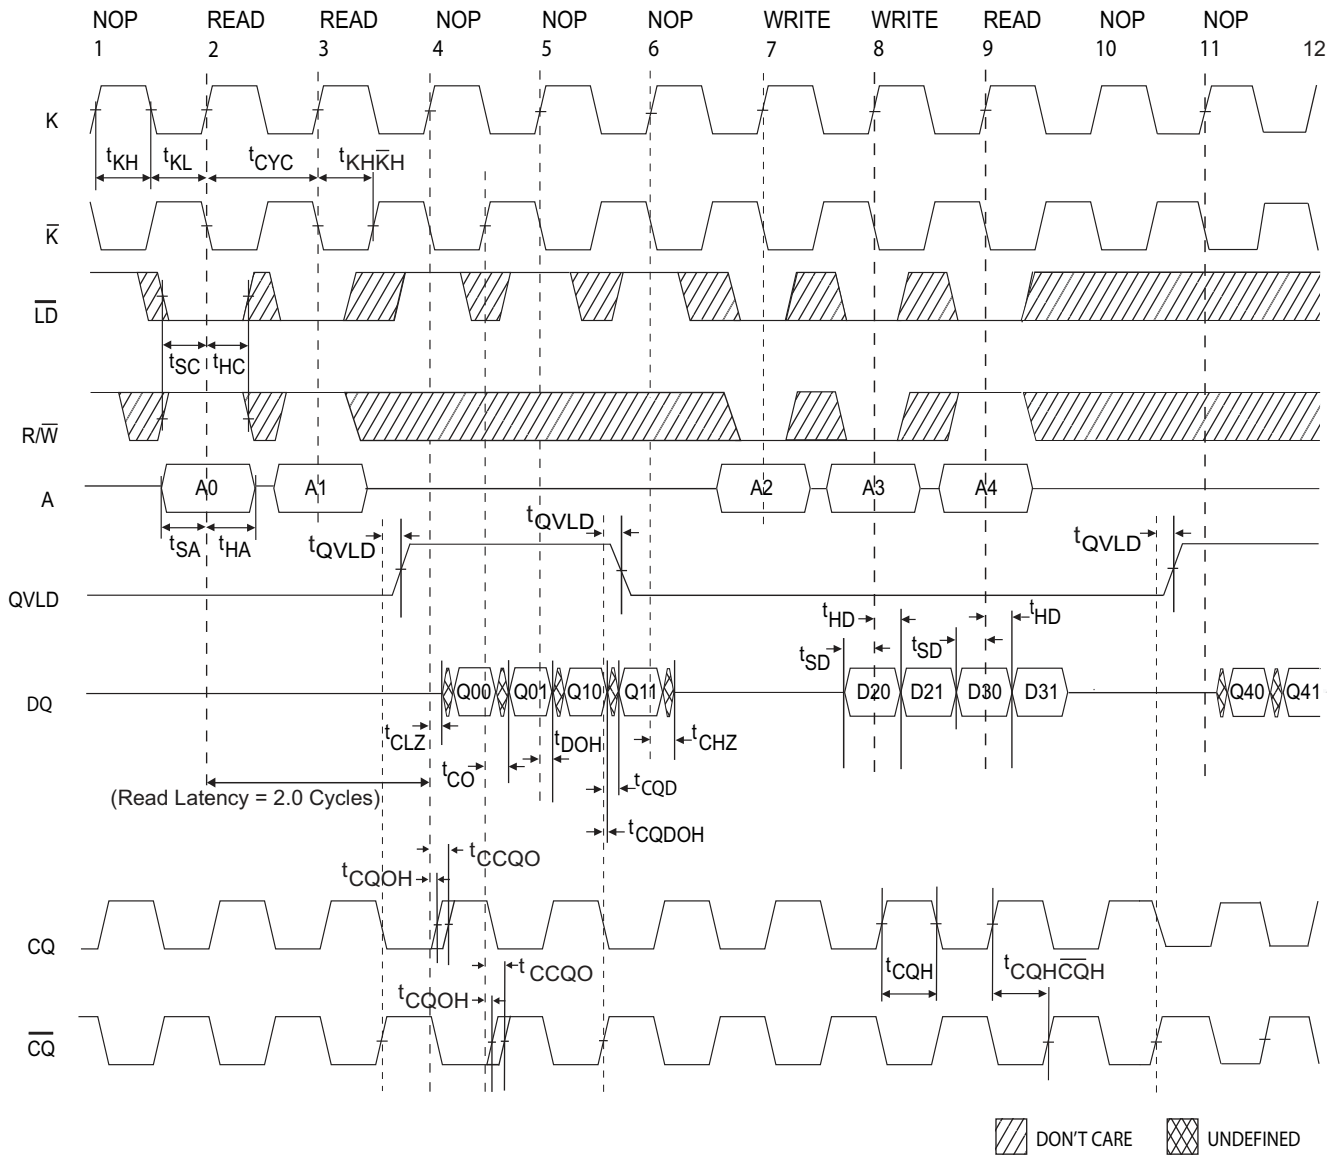 NOP READ READ NOP NOP NOP WRITE WRITE READ NOP NOP
1 2 3 4 5 6 7 8 9 10 11 12
K
tKH tKL tCYC tKHK̅H
K̅
L̅D̅
tSC tHC
R/W̅
A A0 A1 A2 A3 A4
tSA tHA tQVLD tQVLD tQVLD
QVLD
tHD tHD
tSD tSD
DQ Q00 Q01 Q10 Q11 D20 D21 D30 D31 Q40 Q41
tCLZ tDOH tCHZ
tCO tCQD
(Read Latency = 2.0 Cycles)
tCQDOH
tCCQO
tCQOH
CQ
tCQH tCQHC̅Q̅H
tCCQO
tCQOH
C̅Q̅
DON'T CARE UNDEFINED